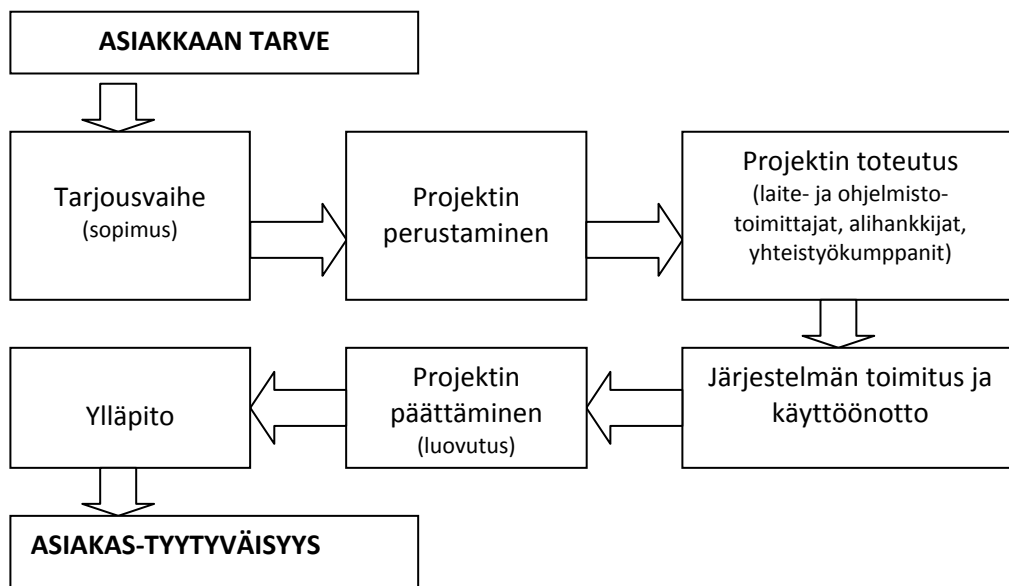 ASIAKKAAN TARVE
Tarjousvaihe
(sopimus)
Projektin
perustaminen
Projektin toteutus
(laite- ja ohjelmisto-
toimittajat, alihankkijat,
yhteistyökumppanit)
Järjestelmän toimitus ja
käyttöönotto
Projektin
päättäminen
(luovutus)
Ylläpito
ASIAKAS-TYYTYVÄISYYS